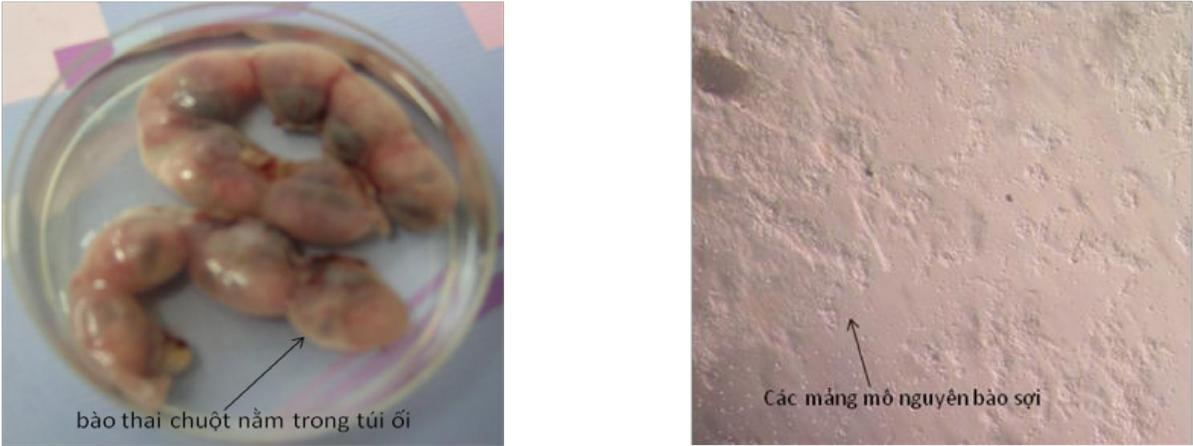 bào thai chuột nằm trong túi ối
Các mảng mô nguyên bào sợi